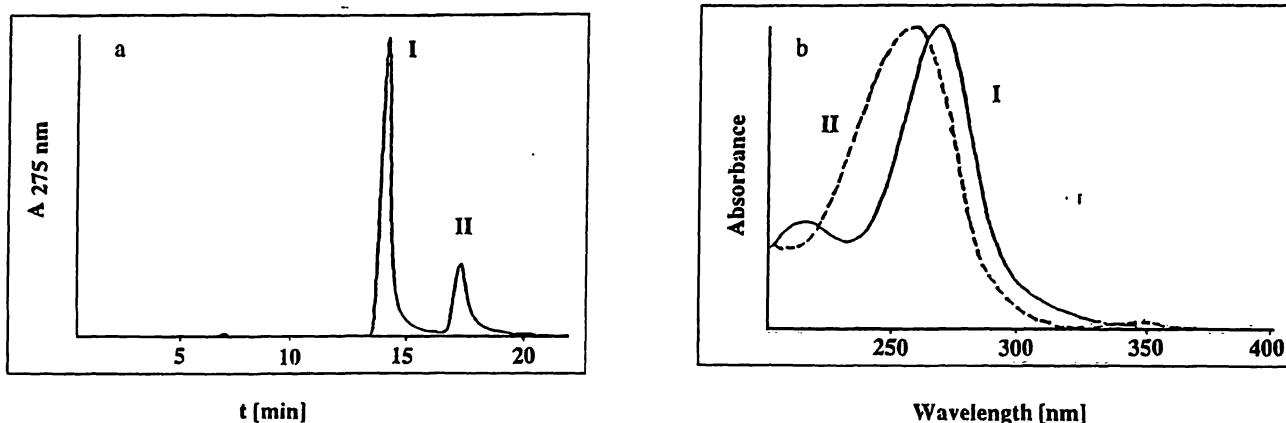 a
I
II
A 275 nm
5 10 15 20
t [min]
b
I
II
Absorbance
250 300 350 400
Wavelength [nm]